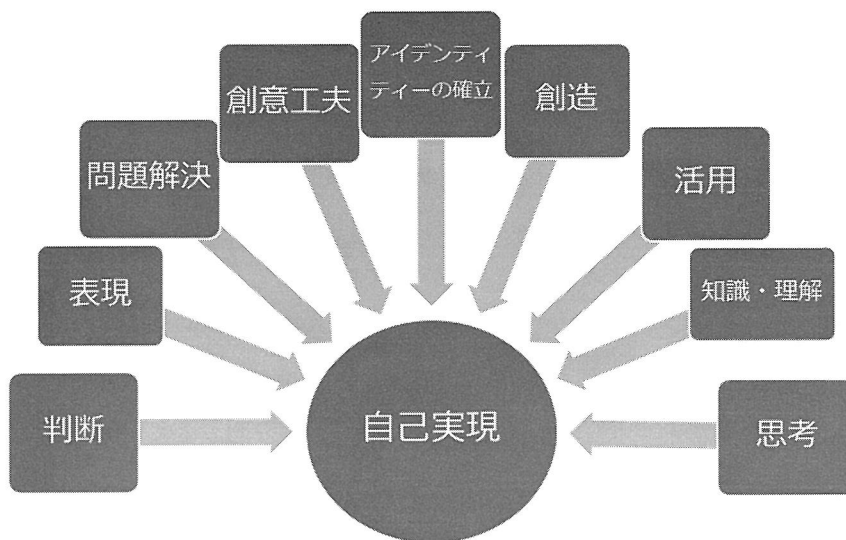 アイデンティ
ティーの確立
創意工夫
創造
問題解決
活用
表現
知識・理解
判断
自己実現
思考